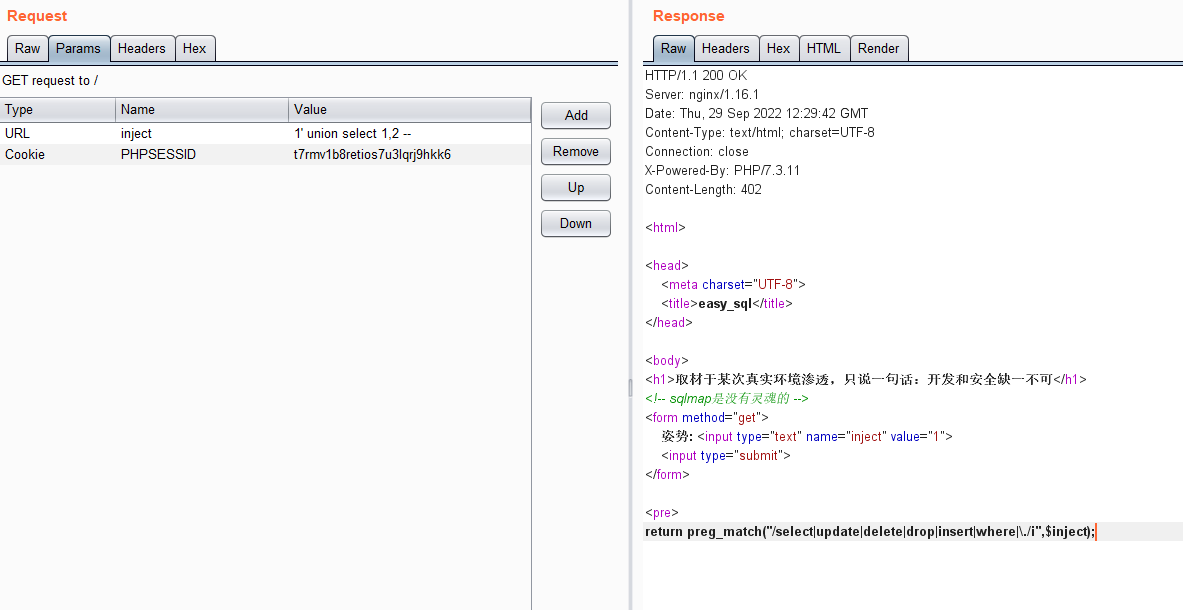 Request
Raw Params Headers Hex
GET request to /
Type Name Value
URL inject 1' union select 1,2 --
Cookie PHPSESSID t7rmv1b8retios7u3lqrj9hkk6
Add
Remove
Up
Down
Response
Raw Headers Hex HTML Render
HTTP/1.1 200 OK
Server: nginx/1.16.1
Date: Thu, 29 Sep 2022 12:29:42 GMT
Content-Type: text/html; charset=UTF-8
Connection: close
X-Powered-By: PHP/7.3.11
Content-Length: 402
<html>
<head>
<meta charset="UTF-8">
<title>easy_sql</title>
</head>
<body>
<h1>取材于某次真实环境渗透，只说一句话：开发和安全缺一不可</h1>
<!-- sqlmap是没有灵魂的 -->
<form method="get">
姿势: <input type="text" name="inject" value="1">
<input type="submit">
</form>
<pre>
return preg_match("/select|update|delete|drop|insert|where|\./i",$inject);